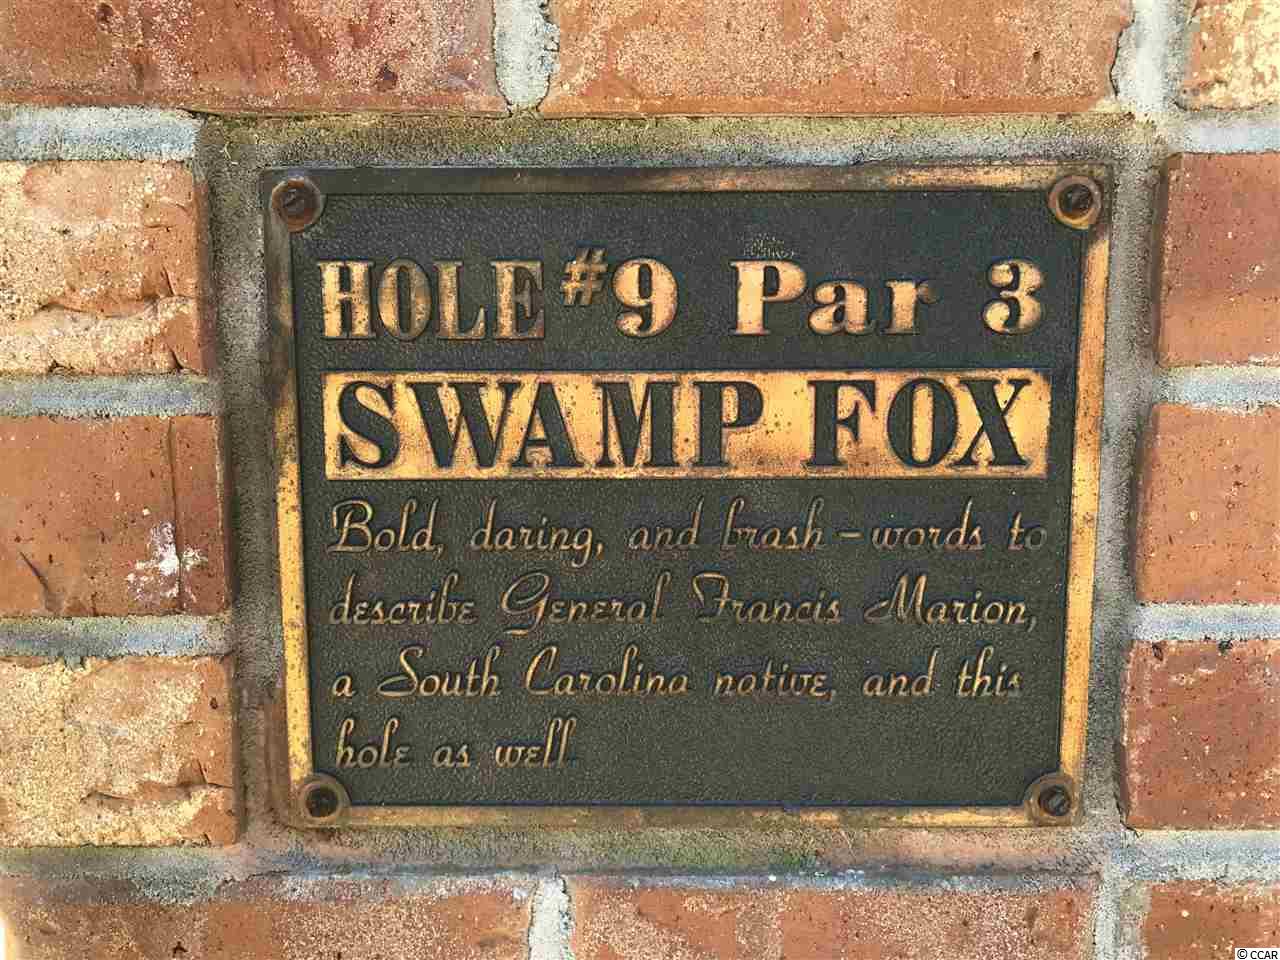 HOLE #9 Par 3
SWAMP FOX
Bold, daring, and brash – words to
describe General Francis Marion,
a South Carolina native, and this
hole as well.
© CCAR